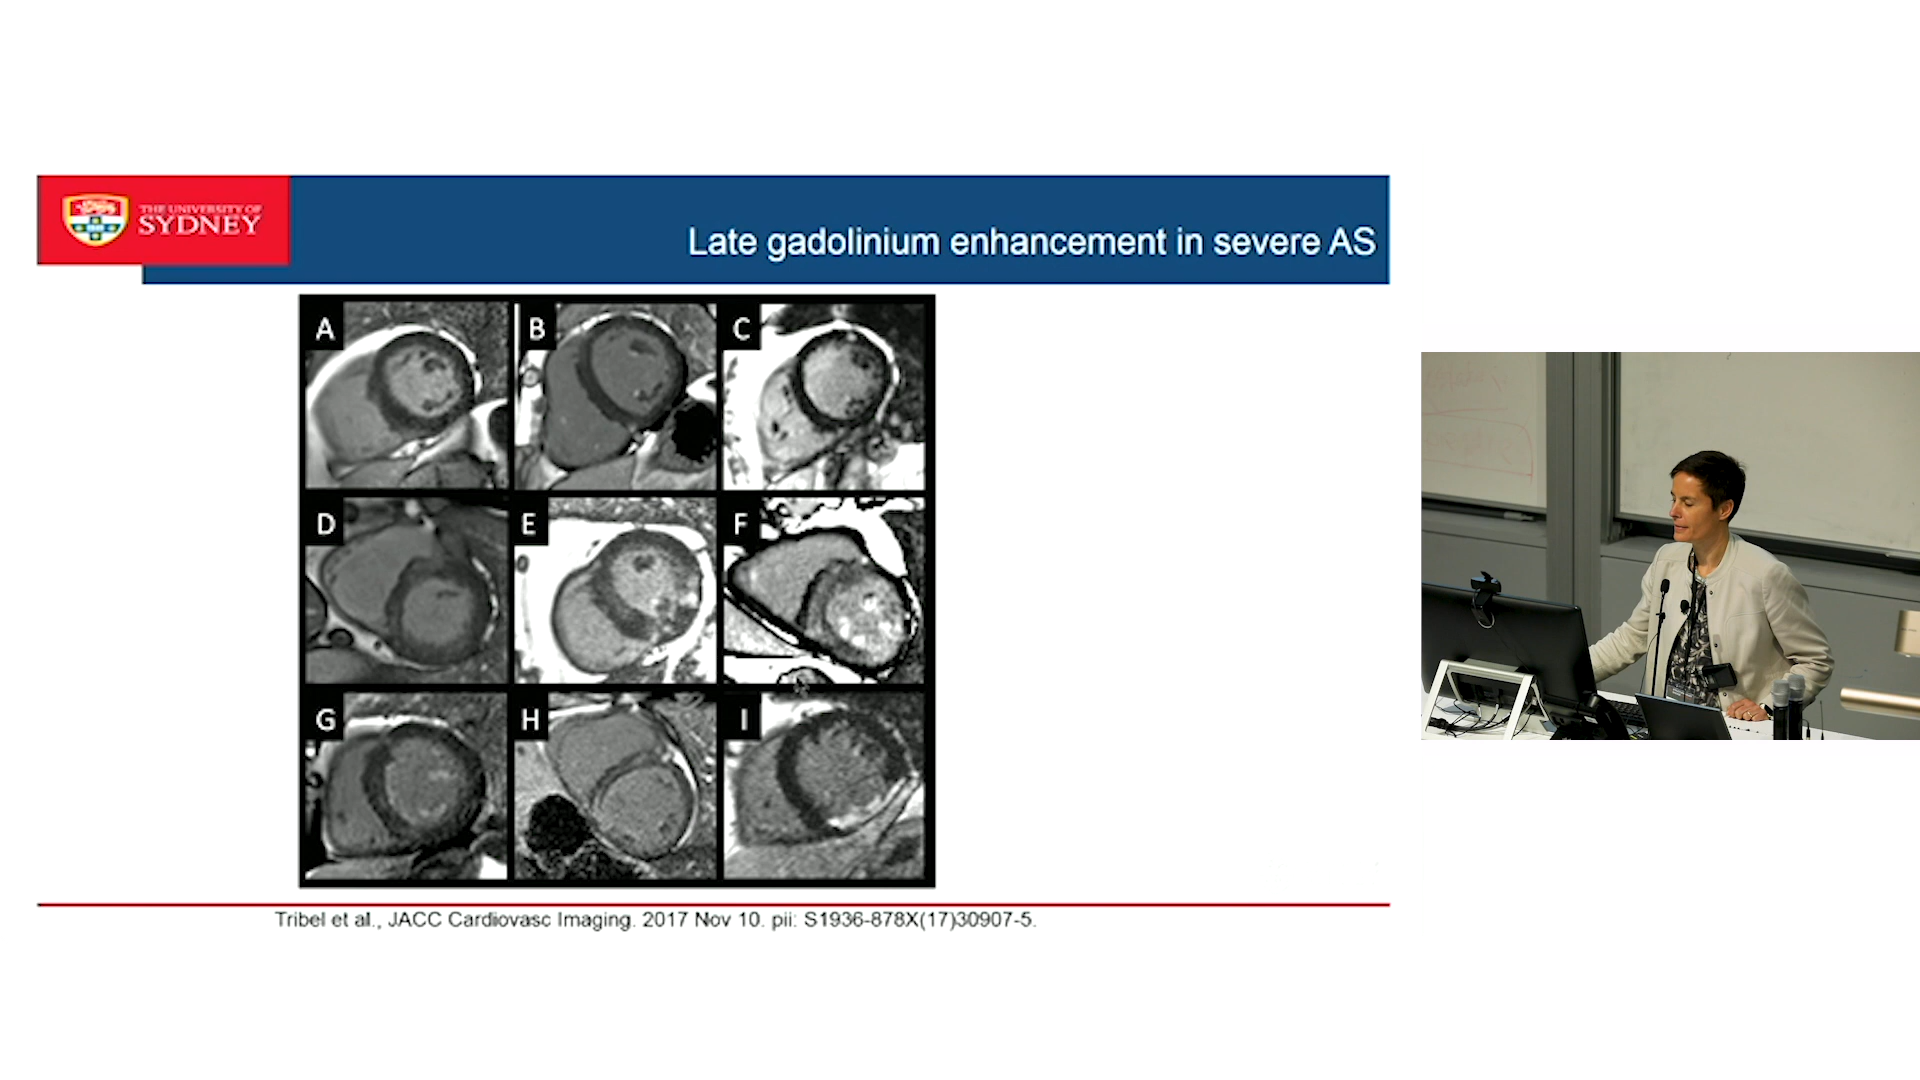 THE UNIVERSITY OF
SYDNEY
Late gadolinium enhancement in severe AS
A
B
C
D
E
F
G
H
I
Tribel et al., JACC Cardiovasc Imaging. 2017 Nov 10. pii: S1936-878X(17)30907-5.